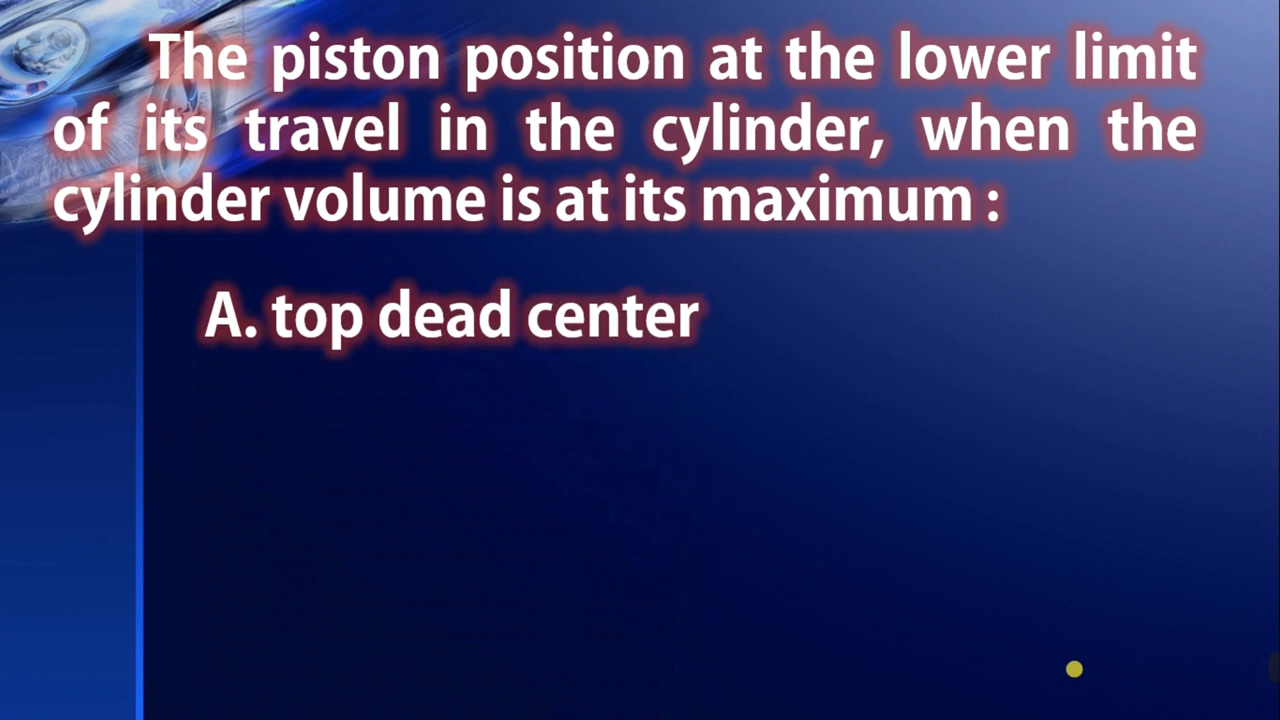 The piston position at the lower limit
of its travel in the cylinder, when the
cylinder volume is at its maximum :
A. top dead center